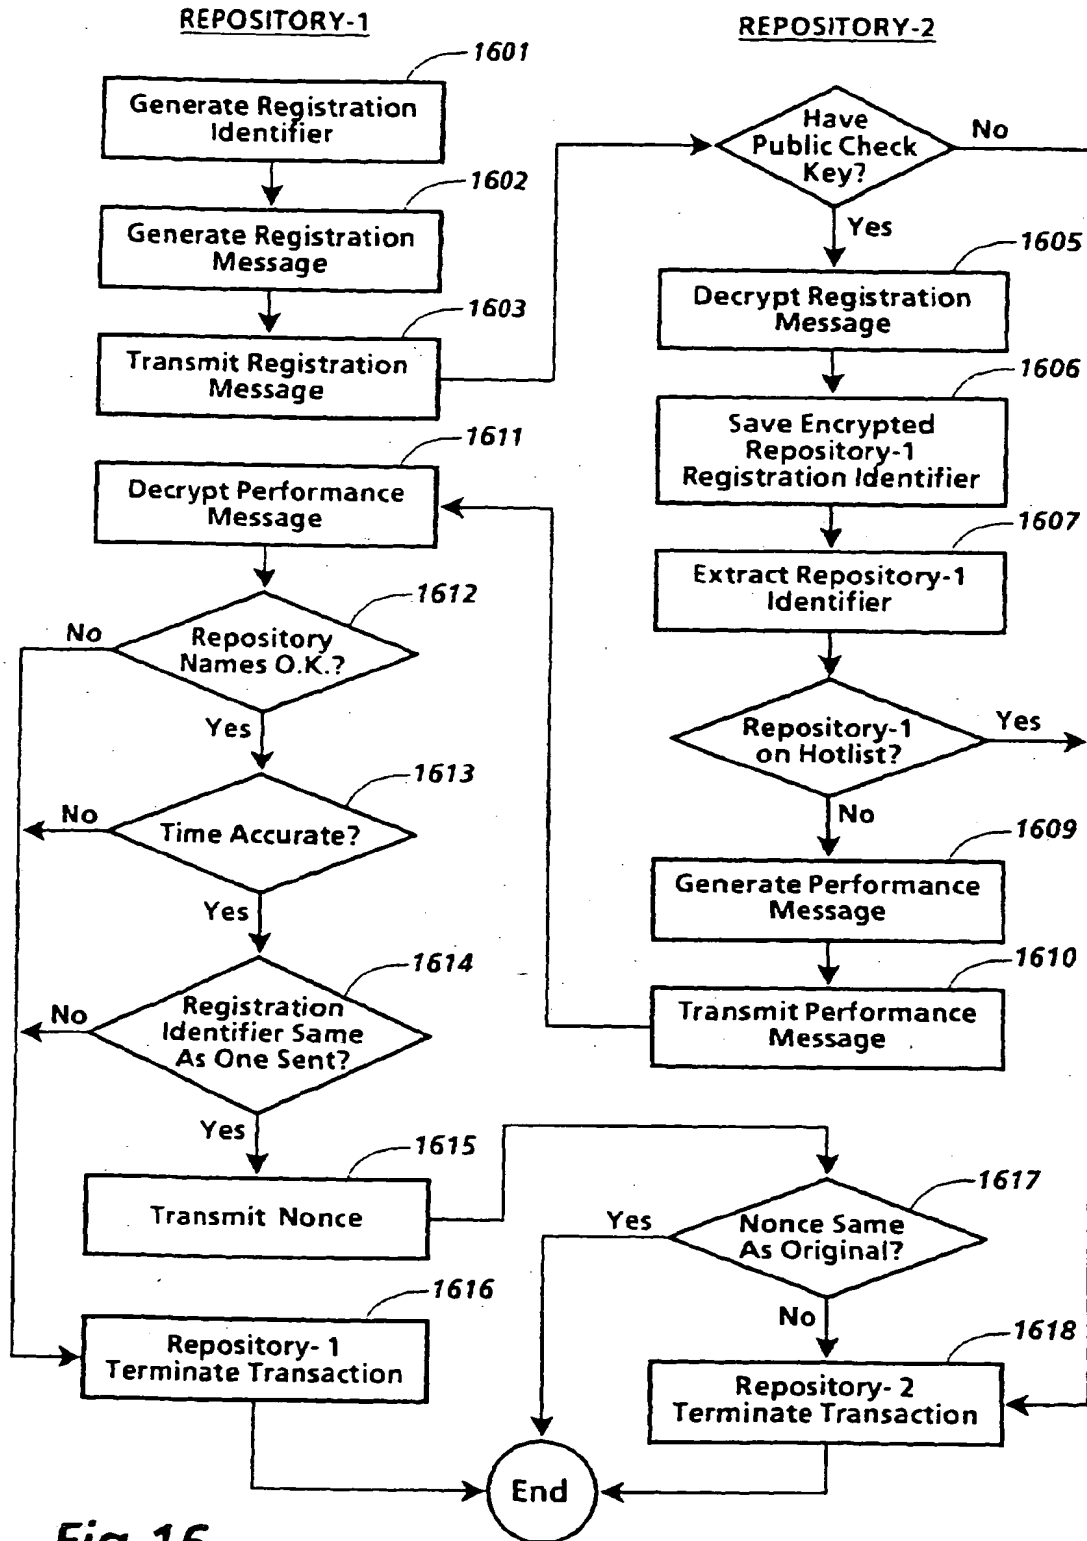 REPOSITORY-1
1601
Generate Registration
Identifier
1602
Generate Registration
Message
1603
Transmit Registration
Message
1611
Decrypt Performance
Message
1612
No
Repository
Names O.K.?
Yes
1613
No
Time Accurate?
Yes
1614
No
Registration
Identifier Same
As One Sent?
Yes
1615
Transmit Nonce
1616
Repository- 1
Terminate Transaction
REPOSITORY-2
Have
Public Check
Key?
No
Yes
1605
Decrypt Registration
Message
1606
Save Encrypted
Repository-1
Registration Identifier
1607
Extract Repository-1
Identifier
Repository-1
on Hotlist?
Yes
No
1609
Generate Performance
Message
1610
Transmit Performance
Message
1617
Yes
Nonce Same
As Original?
No
1618
Repository- 2
Terminate Transaction
End
Fig. 16